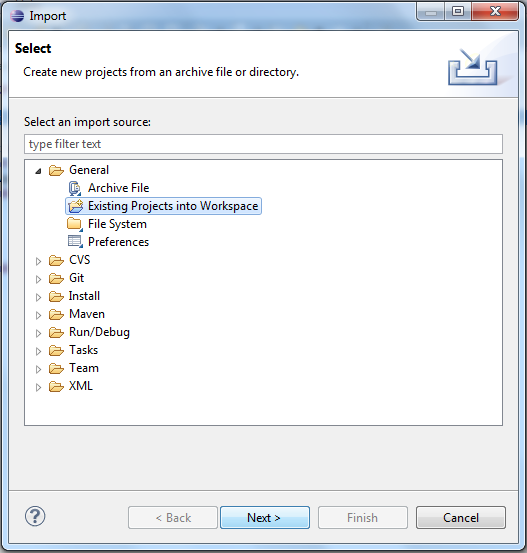 Import
Select
Create new projects from an archive file or directory.
Select an import source:
type filter text
General
Archive File
Existing Projects into Workspace
File System
Preferences
CVS
Git
Install
Maven
Run/Debug
Tasks
Team
XML
? < Back Next > Finish Cancel